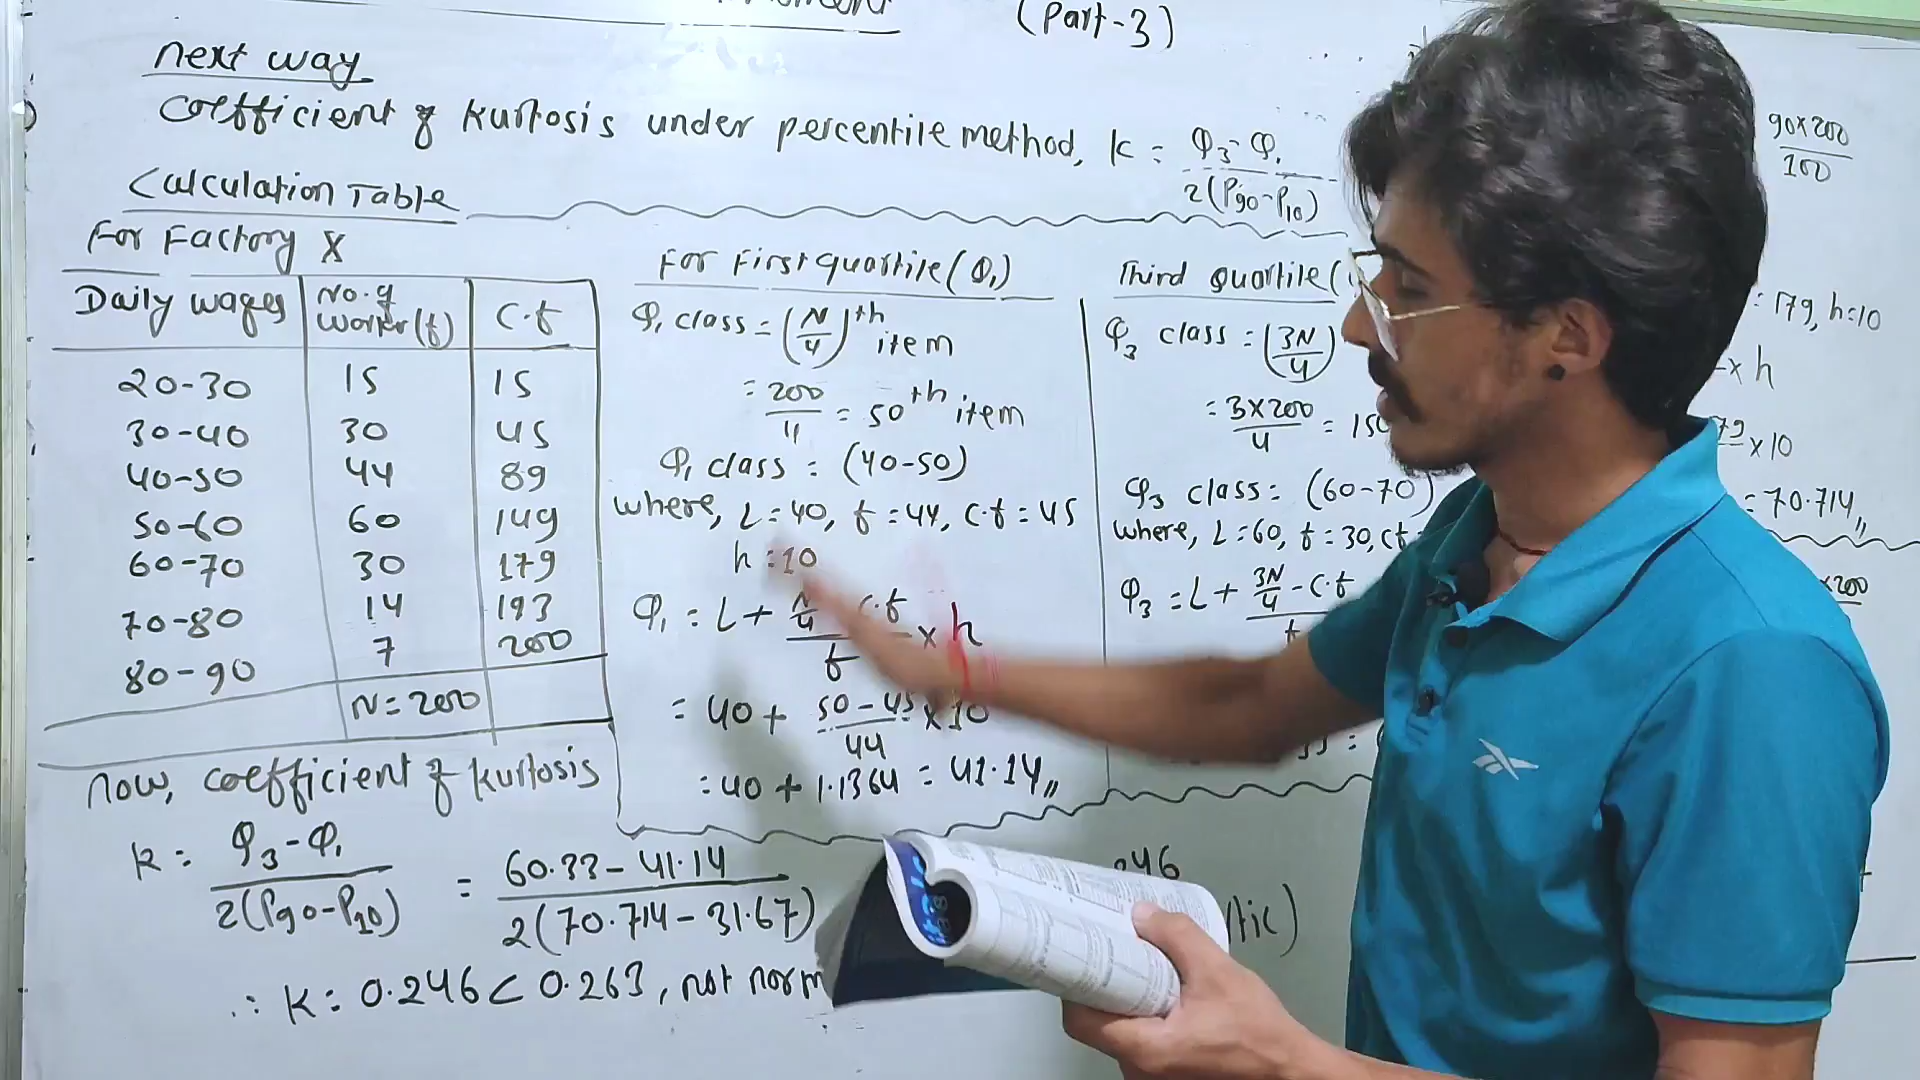 (Part-3)
next way
coefficient of kurtosis under percentile method, k = Q3-Q1
2(P90-P10)
90x200
100
Calculation Table
For Factory X
Daily wages No. of worker (f) C.f
20-30 15 15
30-40 30 45
40-50 44 89
50-60 60 149
60-70 30 179
70-80 14 193
80-90 7 200
N=200
For First quartile (Q1)
Q1 class = (N/4)th item
= 200/4 = 50th item
Q1 class = (40-50)
where, L=40, f=44, c.f=45
h=10
Q1 = L + N/4 - c.f
f x h
= 40 + 50-45/44 x10
= 40 + 1.1364 = 41.14,,
Third quartile (
Q3 class = (3N/4)
= 3x200/4 = 150
Q3 class = (60-70)
where, L=60, f=30, cf
Q3 = L + 3N/4 - c.f
f
= 179, h=10
x h
x10
= 70.714,,
x200
now, coefficient of kurtosis
k = Q3-Q1/2(P90-P10) = 60.33-41.14/2(70.714-31.67)
246
tic)
∴ k = 0.246 < 0.263, not norm